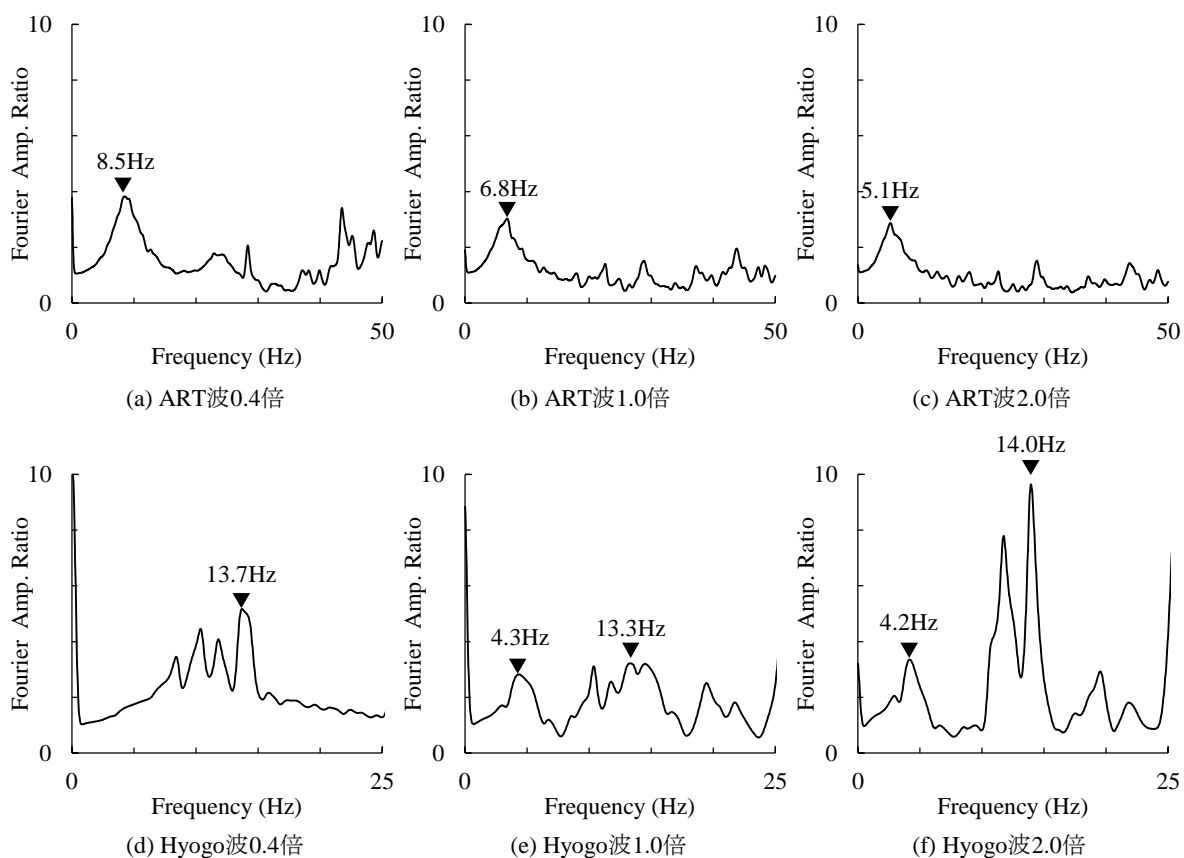 10
8.5Hz
Fourier Amp. Ratio
0
0
50
Frequency (Hz)
(a) ART波0.4倍
10
6.8Hz
Fourier Amp. Ratio
0
0
50
Frequency (Hz)
(b) ART波1.0倍
10
5.1Hz
Fourier Amp. Ratio
0
0
50
Frequency (Hz)
(c) ART波2.0倍
10
13.7Hz
Fourier Amp. Ratio
0
0
25
Frequency (Hz)
(d) Hyogo波0.4倍
10
4.3Hz
13.3Hz
Fourier Amp. Ratio
0
0
25
Frequency (Hz)
(e) Hyogo波1.0倍
14.0Hz
10
4.2Hz
Fourier Amp. Ratio
0
0
25
Frequency (Hz)
(f) Hyogo波2.0倍